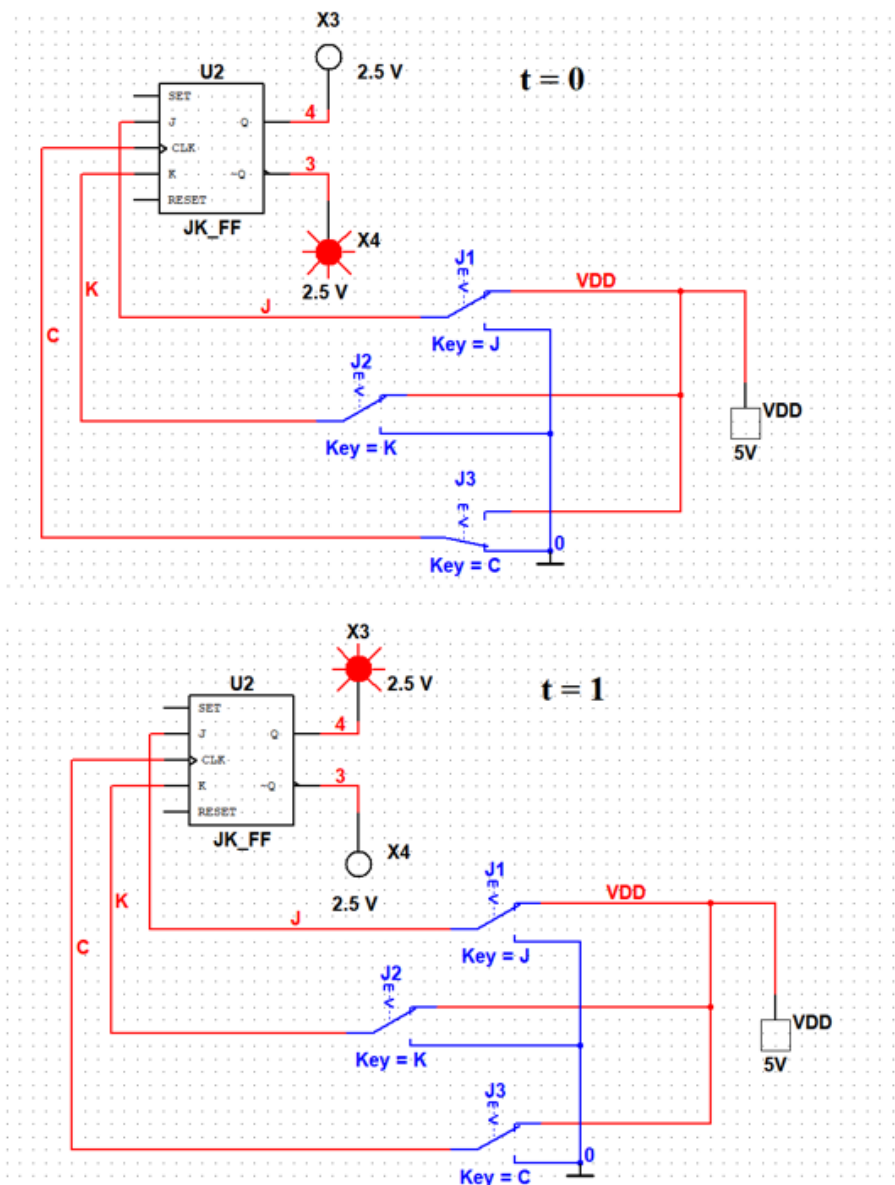 X3
2.5 V
t = 0
U2
SET
J
Q
4
CLK
3
K
~Q
RESET
JK_FF
X4
2.5 V
J1
VDD
K
J
C
Key = J
J2
VDD
5V
Key = K
J3
0
Key = C
X3
2.5 V
t = 1
U2
SET
J
Q
4
CLK
3
K
~Q
RESET
JK_FF
X4
2.5 V
J1
VDD
K
J
C
Key = J
J2
VDD
5V
Key = K
J3
0
Key = C